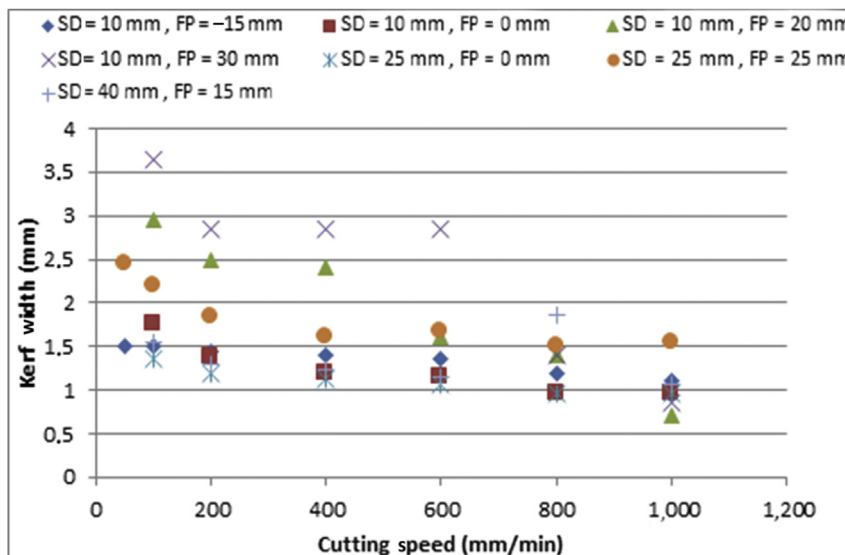 SD= 10 mm , FP = –15mm SD= 10 mm , FP = 0 mm SD = 10 mm , FP = 20 mm
SD= 10 mm , FP = 30 mm SD= 25 mm , FP = 0 mm SD = 25 mm , FP = 25 mm
SD= 40 mm , FP = 15 mm
4
3.5
3
2.5
2
1.5
1
0.5
0
Kerf width (mm)
0 200 400 600 800 1,000 1,200
Cutting speed (mm/min)